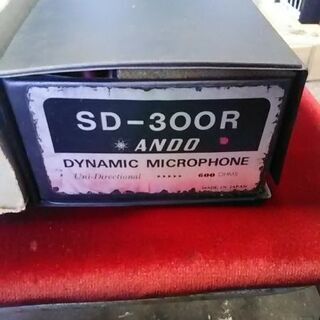 SD-300R
ANDO
DYNAMIC MICROPHONE
Uni-Directional ••••• 600 OHMS
MADE IN JAPAN